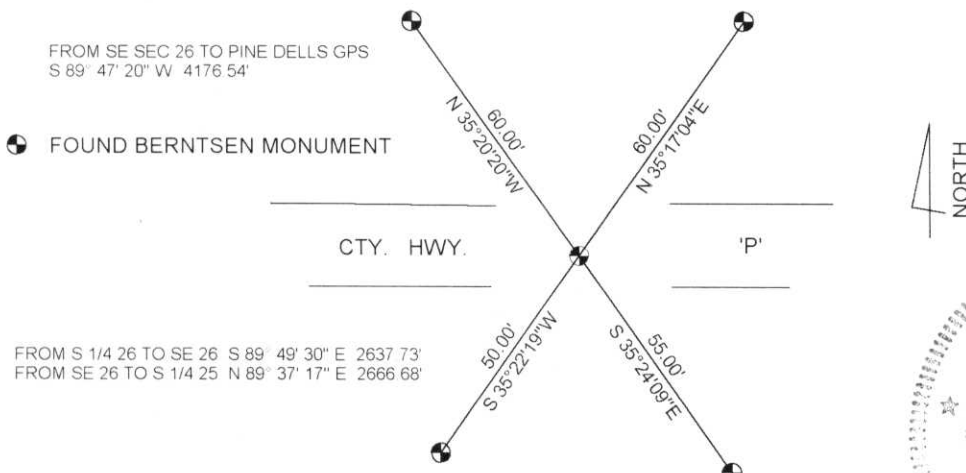 FROM SE SEC 26 TO PINE DELLS GPS
S 89° 47' 20" W 4176 54'
FOUND BERNTSEN MONUMENT
60.00'
N 35°20'20"W
60.00'
N 35°17'04"E
NORTH
CTY. HWY.
'P'
50.00'
S 35°22'19"W
55.00'
S 35°24'09"E
FROM S 1/4 26 TO SE 26 S 89° 49' 30" E 2637 73'
FROM SE 26 TO S 1/4 25 N 89° 37' 17" E 2666 68'